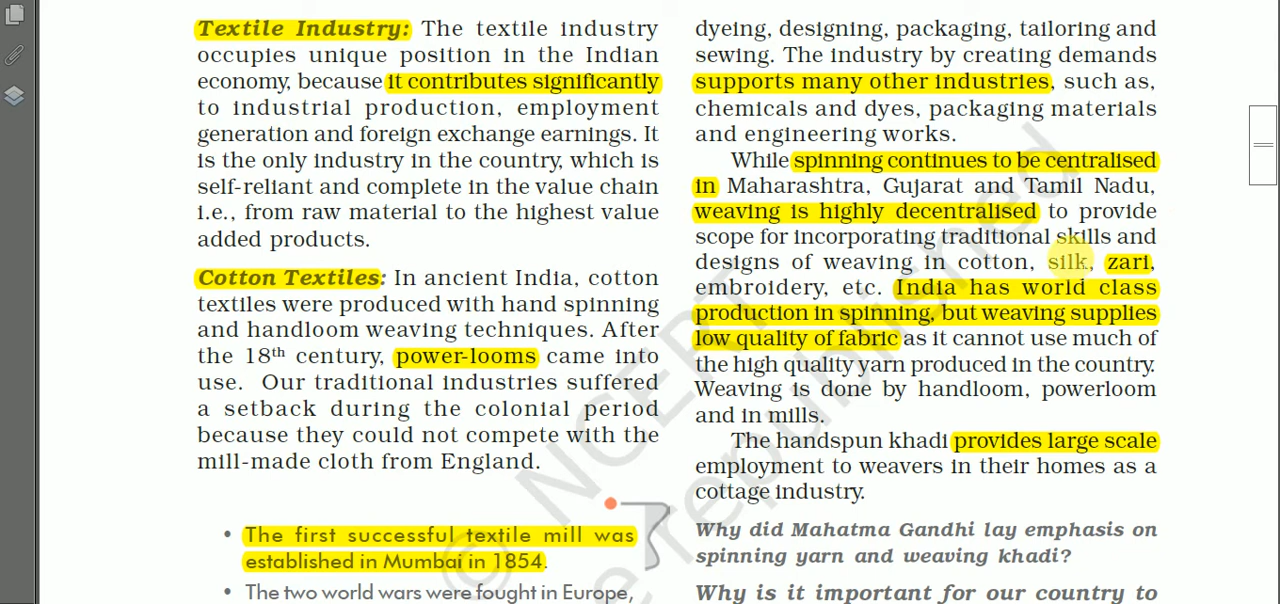 Textile Industry: The textile industry
occupies unique position in the Indian
economy, because it contributes significantly
to industrial production, employment
generation and foreign exchange earnings. It
is the only industry in the country, which is
self-reliant and complete in the value chain
i.e., from raw material to the highest value
added products.
Cotton Textiles: In ancient India, cotton
textiles were produced with hand spinning
and handloom weaving techniques. After
the 18th century, power-looms came into
use. Our traditional industries suffered
a setback during the colonial period
because they could not compete with the
mill-made cloth from England.
• The first successful textile mill was
established in Mumbai in 1854.
• The two world wars were fought in Europe,
dyeing, designing, packaging, tailoring and
sewing. The industry by creating demands
supports many other industries, such as,
chemicals and dyes, packaging materials
and engineering works.
While spinning continues to be centralised
in Maharashtra, Gujarat and Tamil Nadu,
weaving is highly decentralised to provide
scope for incorporating traditional skills and
designs of weaving in cotton, silk, zari,
embroidery, etc. India has world class
production in spinning, but weaving supplies
low quality of fabric as it cannot use much of
the high quality yarn produced in the country.
Weaving is done by handloom, powerloom
and in mills.
The handspun khadi provides large scale
employment to weavers in their homes as a
cottage industry.
Why did Mahatma Gandhi lay emphasis on
spinning yarn and weaving khadi?
Why is it important for our country to
© NCERT
e republished